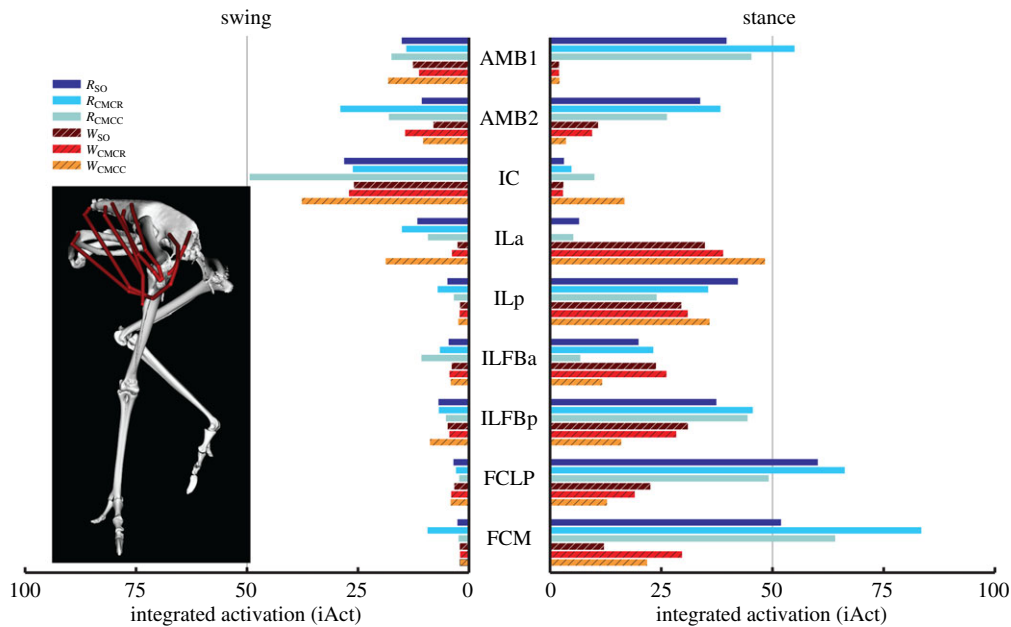 swing
stance
R_SO
R_CMCR
R_CMCC
W_SO
W_CMCR
W_CMCC
AMB1
AMB2
IC
ILa
ILp
ILFBa
ILFBp
FCLP
FCM
100 75 50 25 0
0 25 50 75 100
integrated activation (iAct)
integrated activation (iAct)